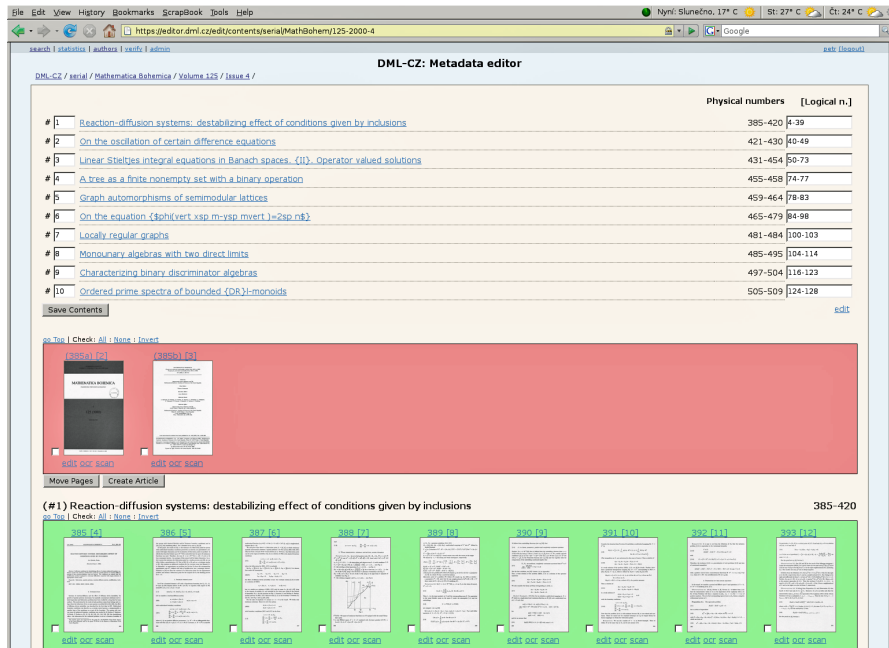 File Edit View History Bookmarks ScrapBook Tools Help
Nyní: Slunečno, 17° C St: 27° C Čt: 24° C
https://editor.dml.cz/edit/contents/serial/MathBohem/125-2000-4
Google
search | statistics | authors | verify | admin petr (logout)
DML-CZ: Metadata editor
DML-CZ / serial / Mathematica Bohemica / Volume 125 / Issue 4 /
Physical numbers [Logical n.]
# 1 Reaction-diffusion systems: destabilizing effect of conditions given by inclusions 385-420 4-39
# 2 On the oscillation of certain difference equations 421-430 40-49
# 3 Linear Stieltjes integral equations in Banach spaces. {II}. Operator valued solutions 431-454 50-73
# 4 A tree as a finite nonempty set with a binary operation 455-458 74-77
# 5 Graph automorphisms of semimodular lattices 459-464 78-83
# 6 On the equation {$phi(vert xsp m-ysp mvert )=2sp n$} 465-479 84-98
# 7 Locally regular graphs 481-484 100-103
# 8 Monounary algebras with two direct limits 485-495 104-114
# 9 Characterizing binary discriminator algebras 497-504 116-123
# 10 Ordered prime spectra of bounded {DR}l-monoids 505-509 124-128
Save Contents edit
go Top | Check: All : None : Invert
(385a) [2] (385b) [3]
MATHEMATICA BOHEMICA
edit ocr scan edit ocr scan
Move Pages Create Article
(#1) Reaction-diffusion systems: destabilizing effect of conditions given by inclusions 385-420
go Top | Check: All : None : Invert
385 [4] 386 [5] 387 [6] 388 [7] 389 [8] 390 [9] 391 [10] 392 [11] 393 [12]
edit ocr scan edit ocr scan edit ocr scan edit ocr scan edit ocr scan edit ocr scan edit ocr scan edit ocr scan edit ocr scan